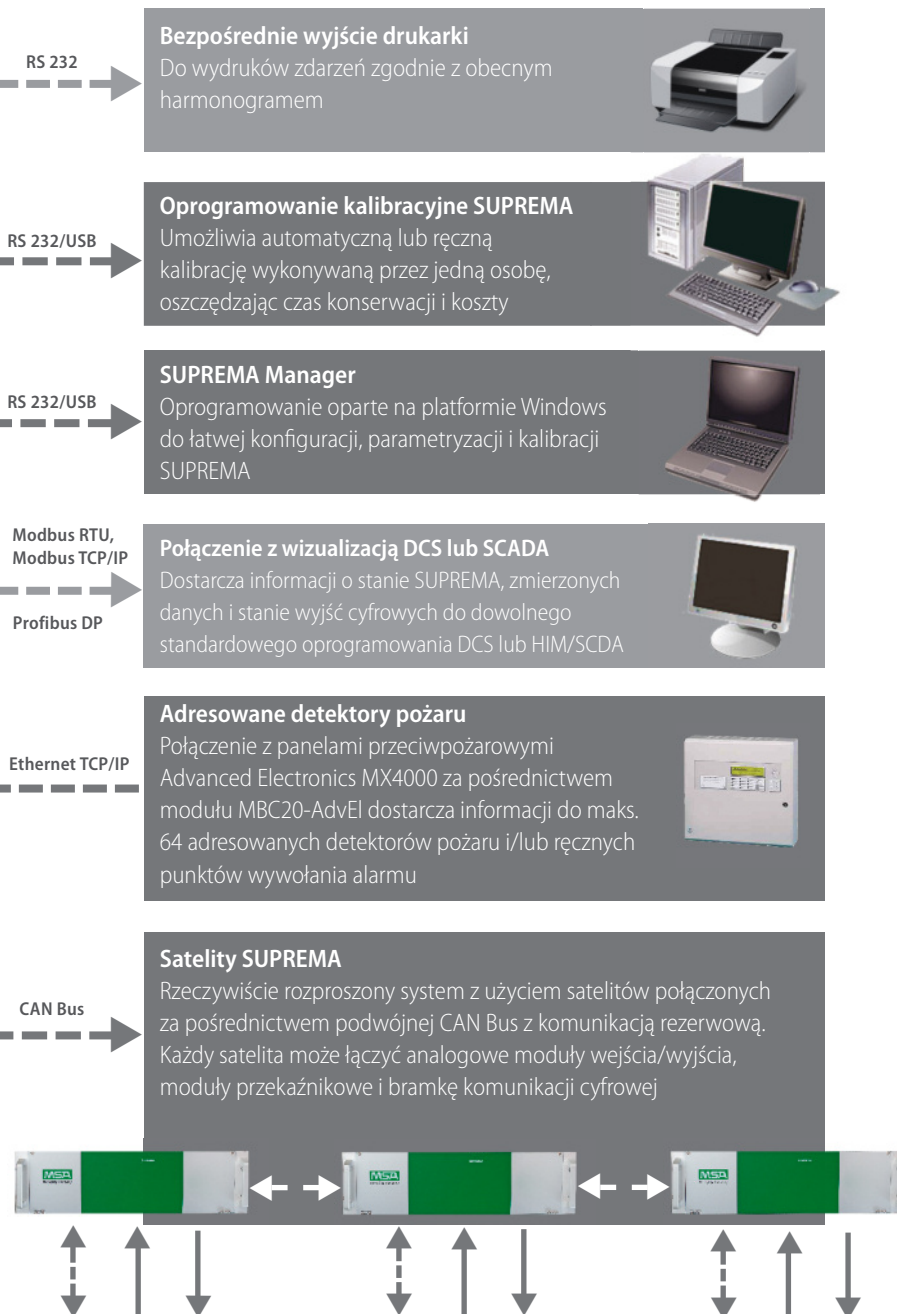 RS 232
Bezpośrednie wyjście drukarki
Do wydruków zdarzeń zgodnie z obecnym
harmonogramem
RS 232/USB
Oprogramowanie kalibracyjne SUPREMA
Umożliwia automatyczną lub ręczną
kalibrację wykonywaną przez jedną osobę,
oszczędzając czas konserwacji i koszty
RS 232/USB
SUPREMA Manager
Oprogramowanie oparte na platformie Windows
do łatwej konfiguracji, parametryzacji i kalibracji
SUPREMA
Modbus RTU,
Modbus TCP/IP
Profibus DP
Połączenie z wizualizacją DCS lub SCADA
Dostarcza informacji o stanie SUPREMA, zmierzonych
danych i stanie wyjść cyfrowych do dowolnego
standardowego oprogramowania DCS lub HIM/SCDA
Ethernet TCP/IP
Adresowane detektory pożaru
Połączenie z panelami przeciwpożarowymi
Advanced Electronics MX4000 za pośrednictwem
modułu MBC20-AdvEl dostarcza informacji do maks.
64 adresowanych detektorów pożaru i/lub ręcznych
punktów wywołania alarmu
CAN Bus
Satelity SUPREMA
Rzeczywiście rozproszony system z użyciem satelitów połączonych
za pośrednictwem podwójnej CAN Bus z komunikacją rezerwową.
Każdy satelita może łączyć analogowe moduły wejścia/wyjścia,
moduły przekaźnikowe i bramkę komunikacji cyfrowej
MSA
MSA
MSA